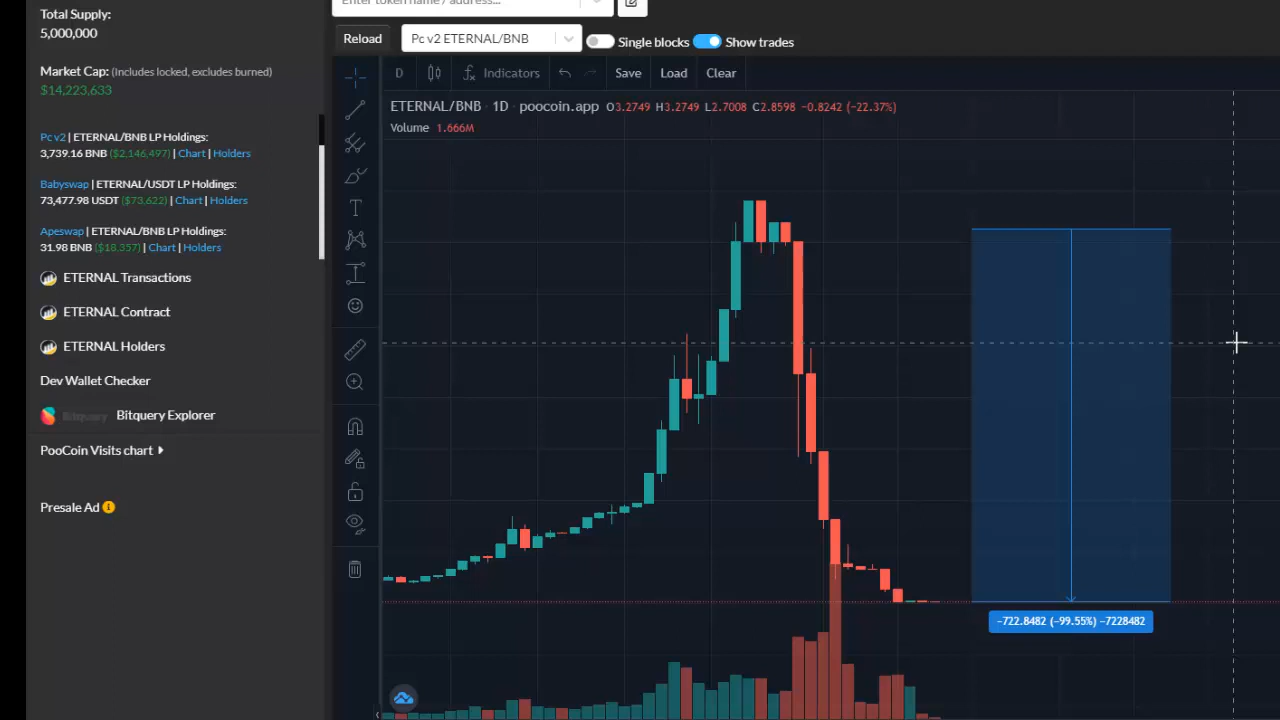 Enter token name / address...
Total Supply:
5,000,000
Reload
Pc v2 ETERNAL/BNB
Single blocks
Show trades
Market Cap: (Includes locked, excludes burned)
$14,223,633
D
Indicators
Save
Load
Clear
ETERNAL/BNB · 1D · poocoin.app O3.2749 H3.2749 L2.7008 C2.8598 −0.8242 (−22.37%)
Volume 1.666M
Pc v2 | ETERNAL/BNB LP Holdings:
3,739.16 BNB ($2,146,497) | Chart | Holders
Babyswap | ETERNAL/USDT LP Holdings:
73,477.98 USDT ($73,622) | Chart | Holders
Apeswap | ETERNAL/BNB LP Holdings:
31.98 BNB ($18,357) | Chart | Holders
ETERNAL Transactions
ETERNAL Contract
ETERNAL Holders
Dev Wallet Checker
Bitquery Bitquery Explorer
PooCoin Visits chart
Presale Ad
−722.8482 (−99.55%) −7228482